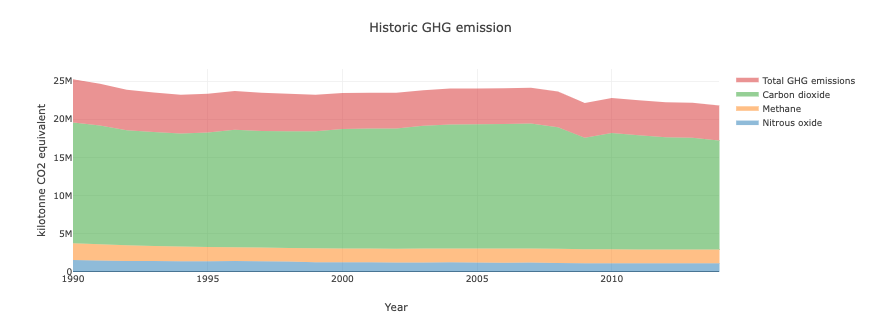 Historic GHG emission
kilotonne CO2 equivalent
25M
20M
15M
10M
5M
0
1990
1995
2000
2005
2010
Year
Total GHG emissions
Carbon dioxide
Methane
Nitrous oxide